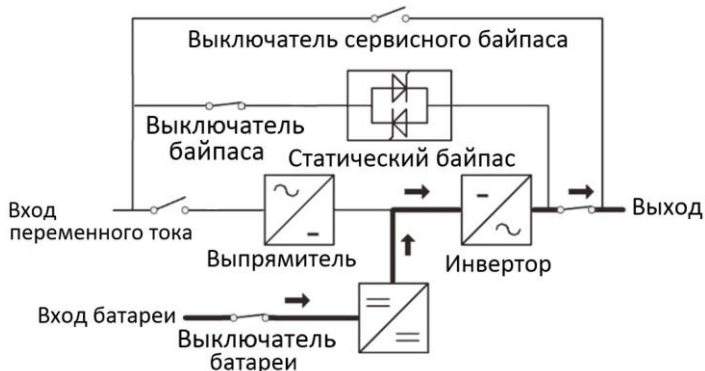 Выключатель сервисного байпаса
Выключатель
байпаса
Статический байпас
Вход
переменного тока
Выпрямитель
Инвертор
Выход
Вход батареи
Выключатель
батареи